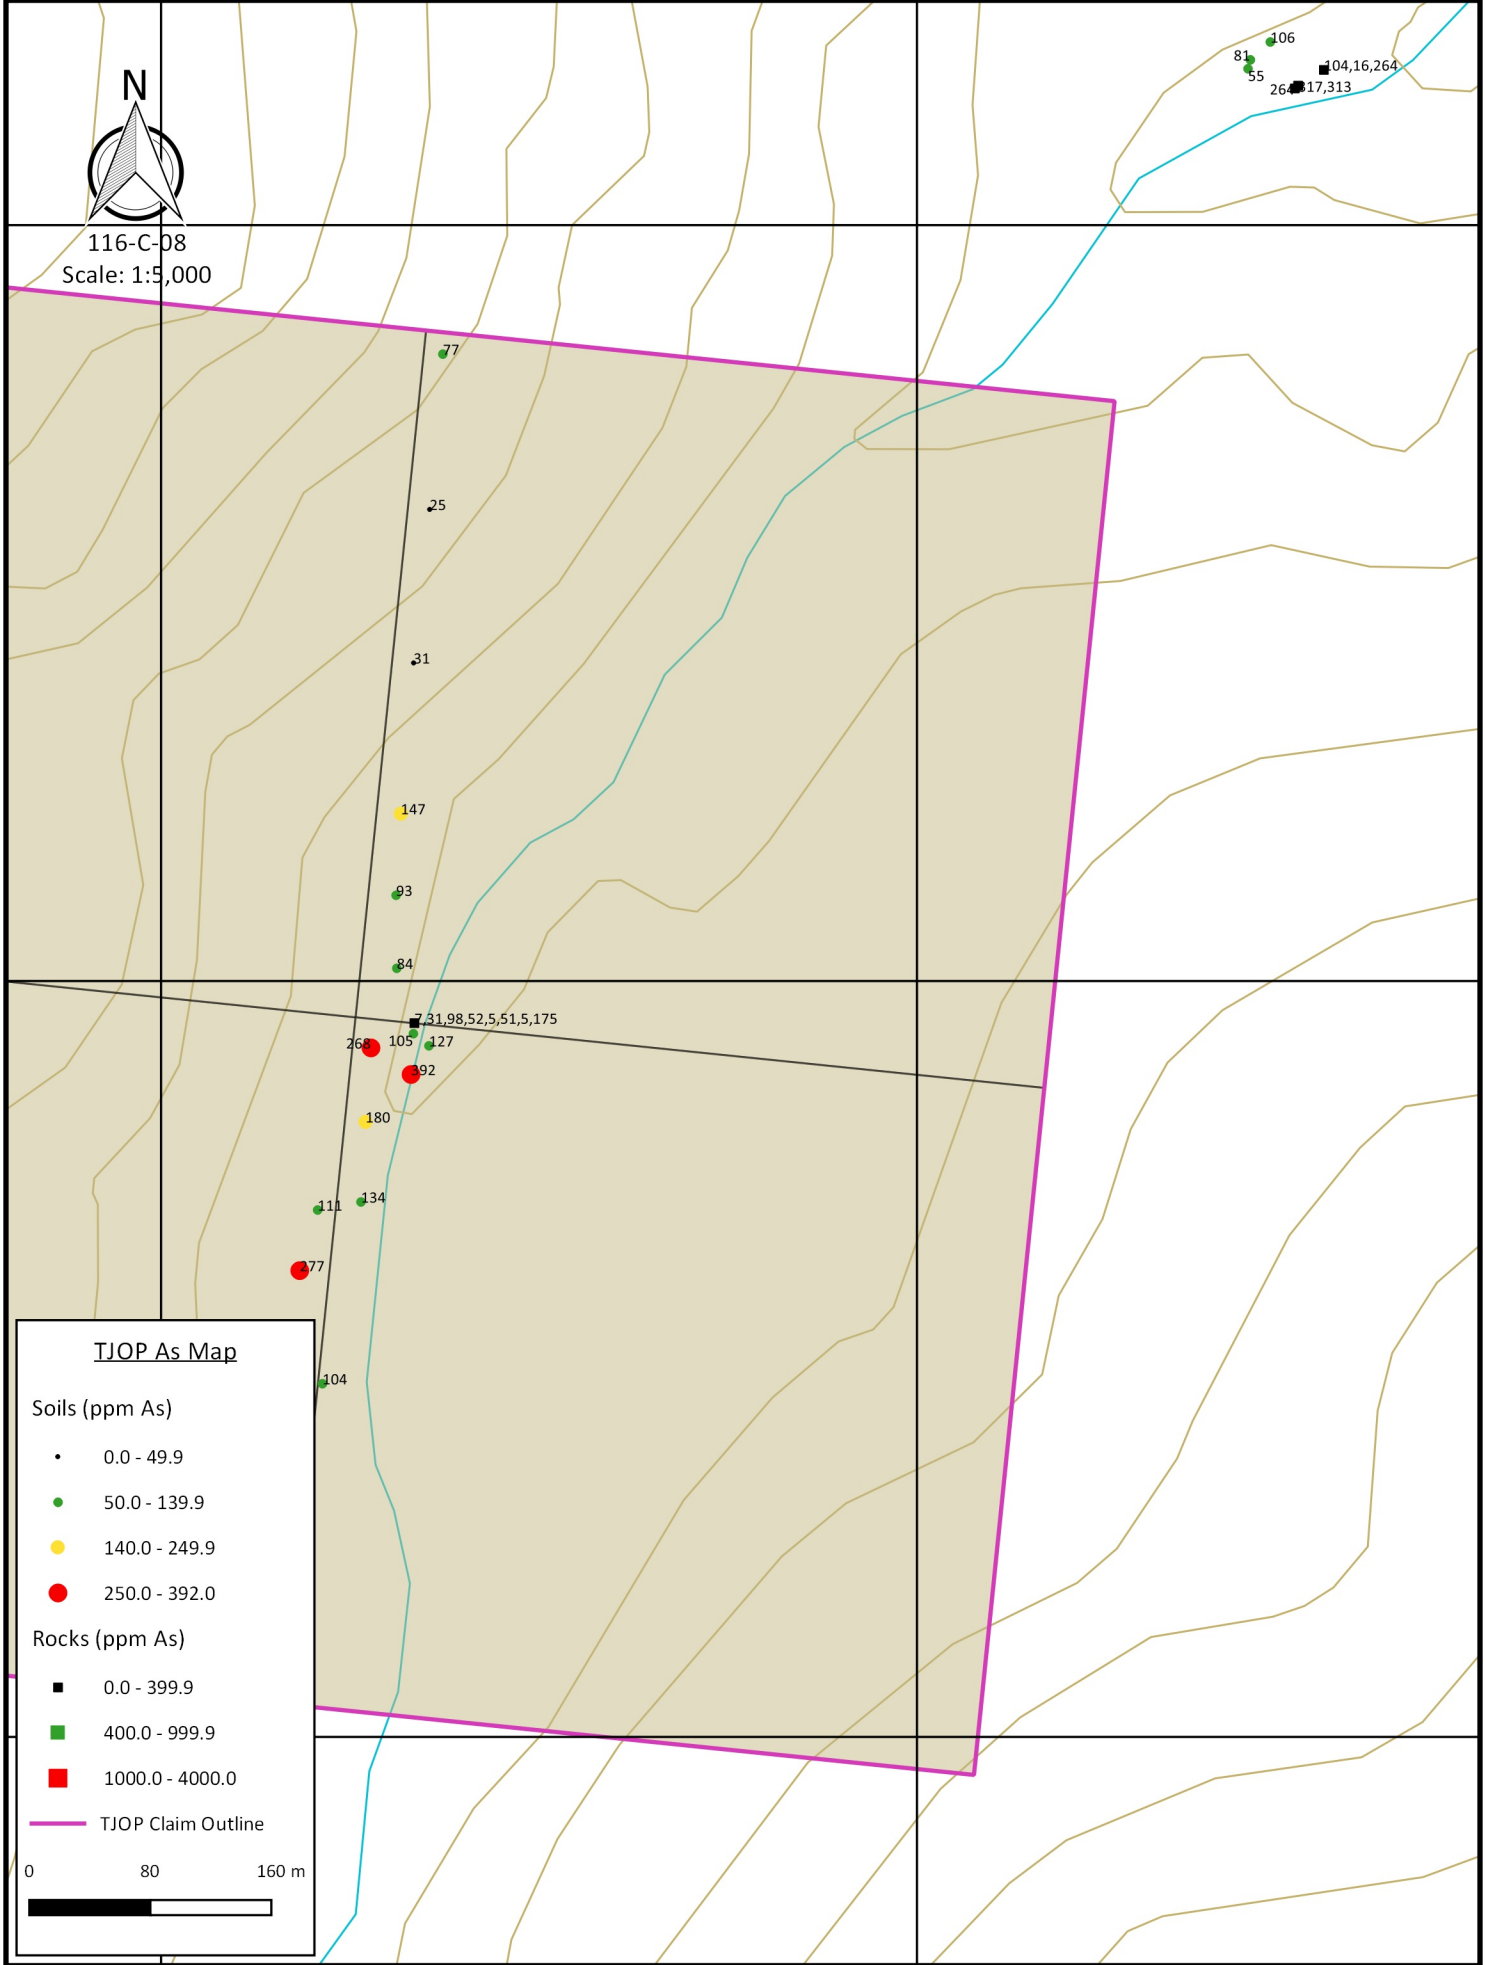 106
81
104,16,264
55
264 317,313
N
116-C-08
Scale: 1:5,000
77
25
31
147
93
84
7,31,98,52,5,51,5,175
268 105 127
392
180
134
111
277
104
TJOP As Map
Soils (ppm As)
0.0 - 49.9
50.0 - 139.9
140.0 - 249.9
250.0 - 392.0
Rocks (ppm As)
0.0 - 399.9
400.0 - 999.9
1000.0 - 4000.0
TJOP Claim Outline
0 80 160 m